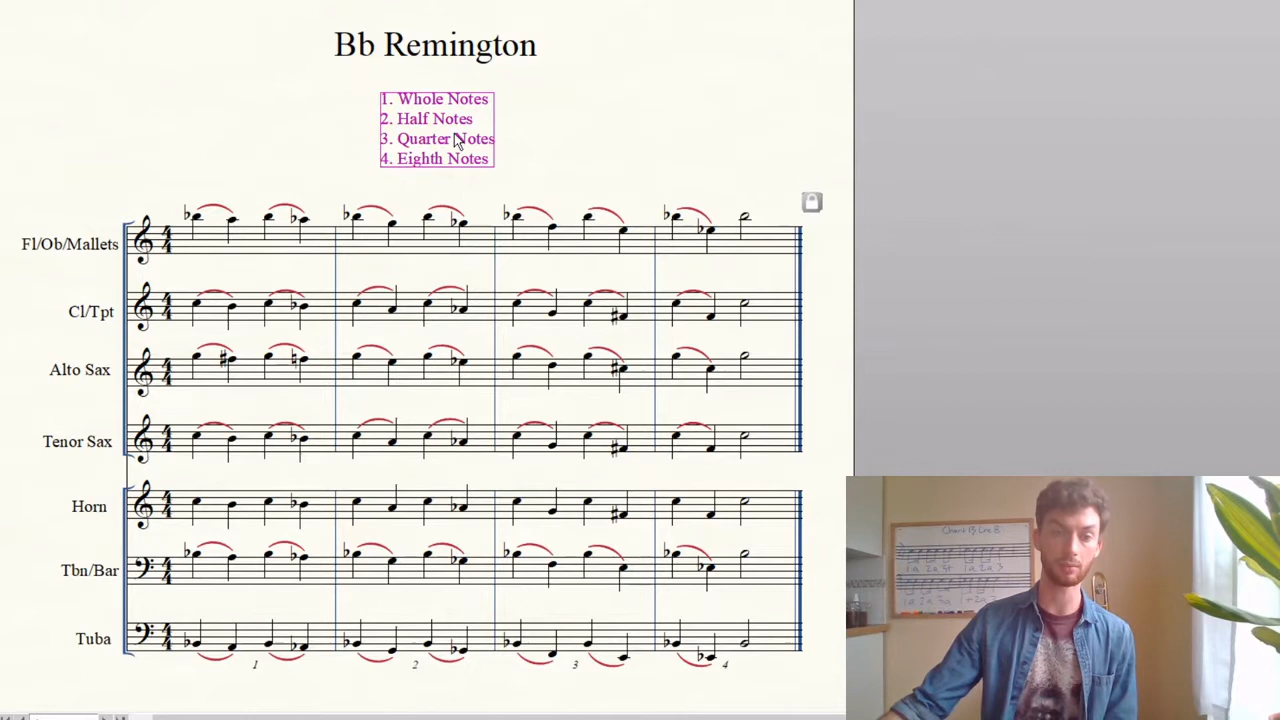 Bb Remington
1. Whole Notes
2. Half Notes
3. Quarter Notes
4. Eighth Notes
Fl/Ob/Mallets
Cl/Tpt
Alto Sax
Tenor Sax
Horn
Tbn/Bar
Tuba
1 2 3 4